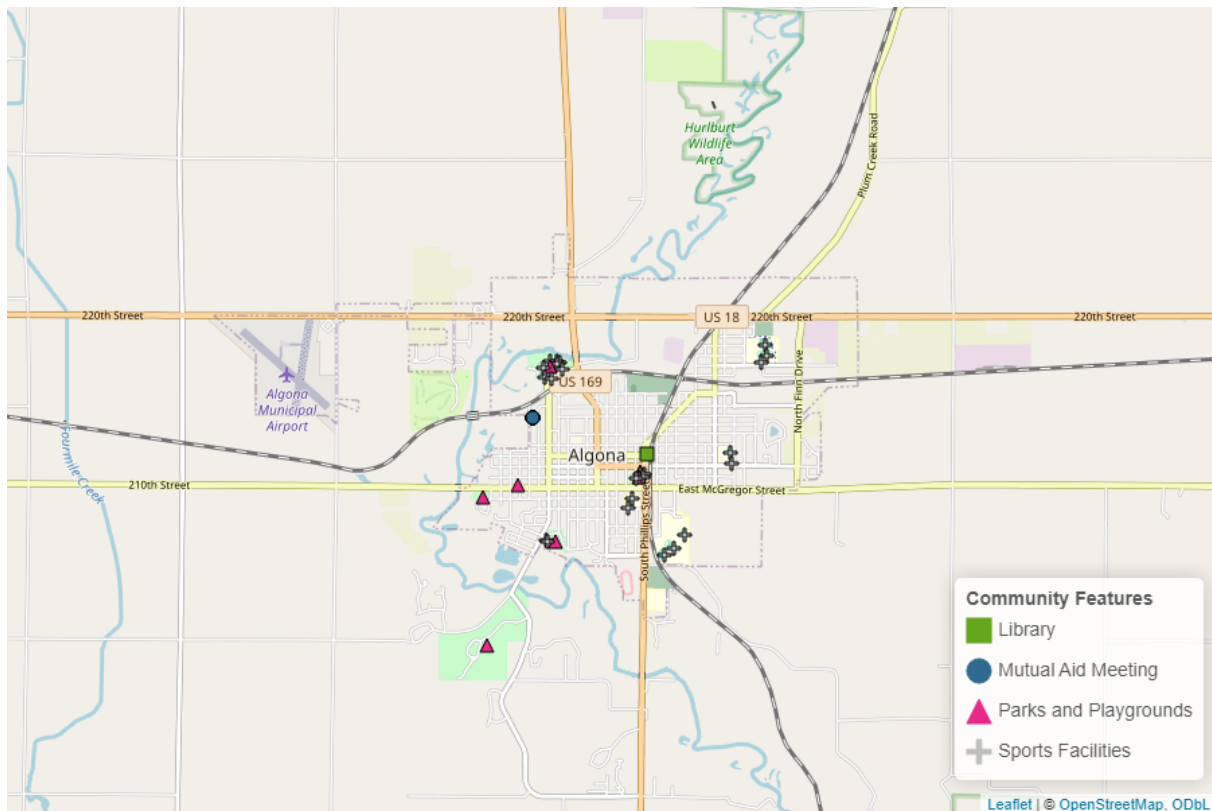 Hurlburt
Wildlife
Area
Plum Creek Road
220th Street
220th Street
US 18
220th Street
220th Street
Algona
Municipal
Airport
US 169
North Finn Drive
Fourmile Creek
Algona
210th Street
East McGregor Street
South Phillips Street
Community Features
Library
Mutual Aid Meeting
Parks and Playgrounds
Sports Facilities
Leaflet | © OpenStreetMap, ODbL